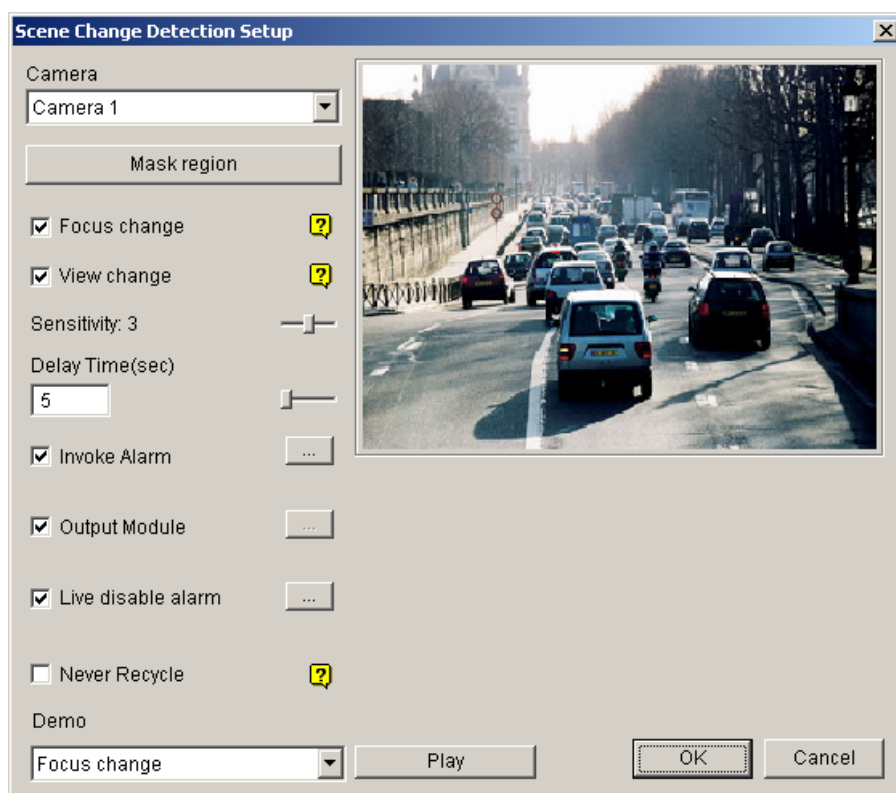 Scene Change Detection Setup
Camera
Camera 1
Mask region
Focus change
?
View change
?
Sensitivity: 3
Delay Time(sec)
5
Invoke Alarm
...
Output Module
...
Live disable alarm
...
Never Recycle
?
Demo
Focus change
Play
OK
Cancel